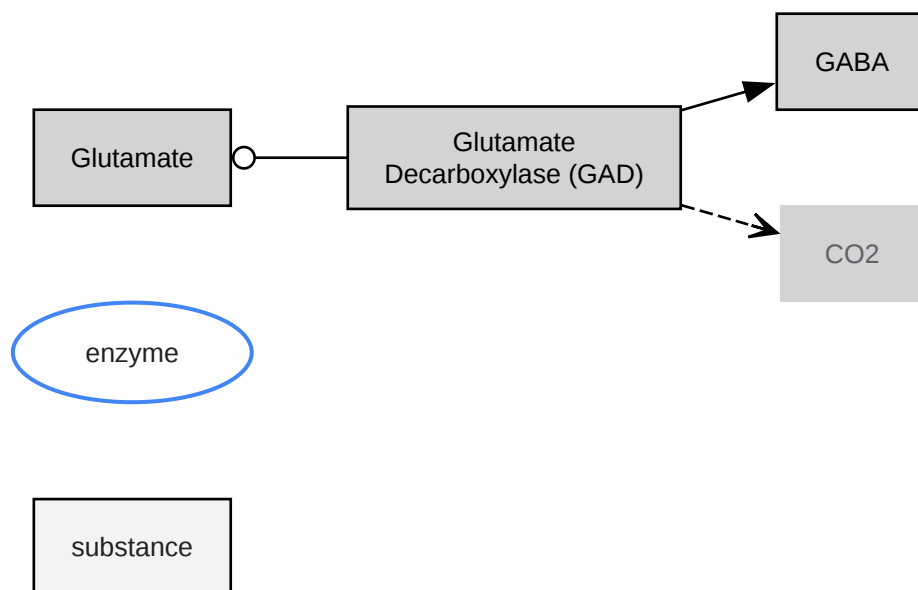 GABA
Glutamate
Glutamate
Decarboxylase (GAD)
CO2
enzyme
substance